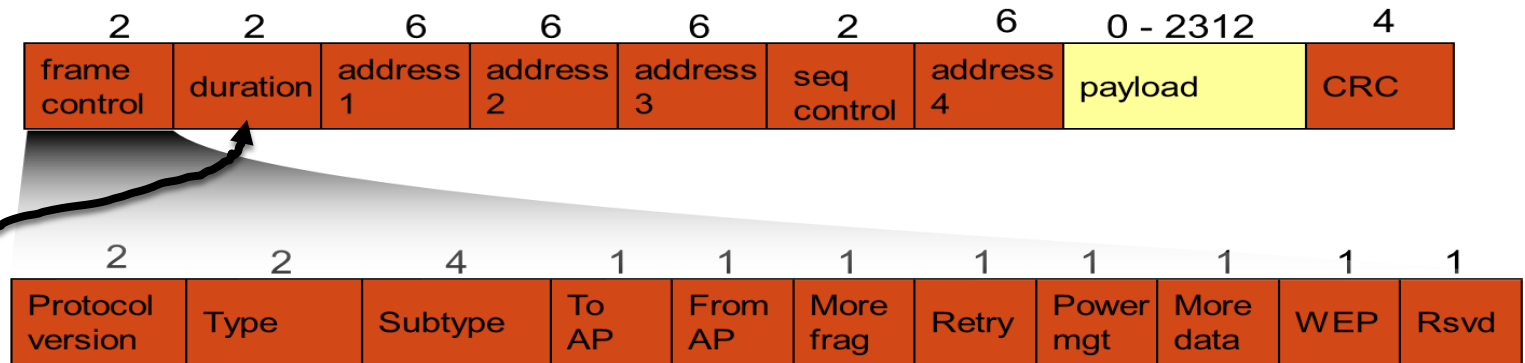 2 2 6 6 6 2 6 0 - 2312 4
frame control duration address 1 address 2 address 3 seq control address 4 payload CRC
2 2 4 1 1 1 1 1 1 1 1
Protocol version Type Subtype To AP From AP More frag Retry Power mgt More data WEP Rsvd